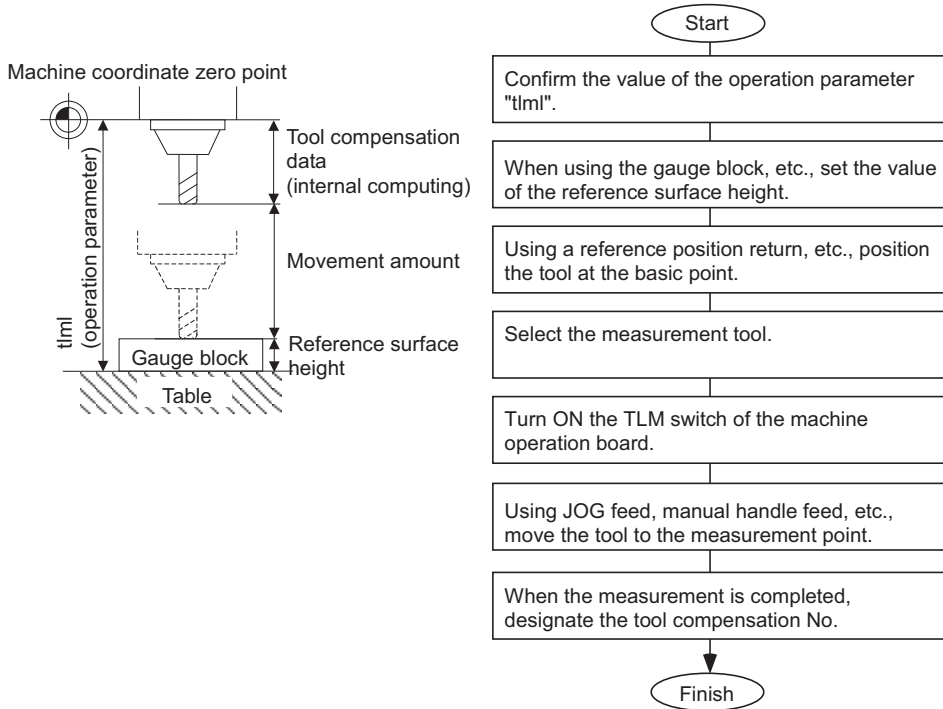 Machine coordinate zero point
Tool compensation
data
(internal computing)
Movement amount
tlml
(operation parameter)
Reference surface
height
Gauge block
Table
Start
Confirm the value of the operation parameter
"tlml".
When using the gauge block, etc., set the value
of the reference surface height.
Using a reference position return, etc., position
the tool at the basic point.
Select the measurement tool.
Turn ON the TLM switch of the machine
operation board.
Using JOG feed, manual handle feed, etc.,
move the tool to the measurement point.
When the measurement is completed,
designate the tool compensation No.
Finish